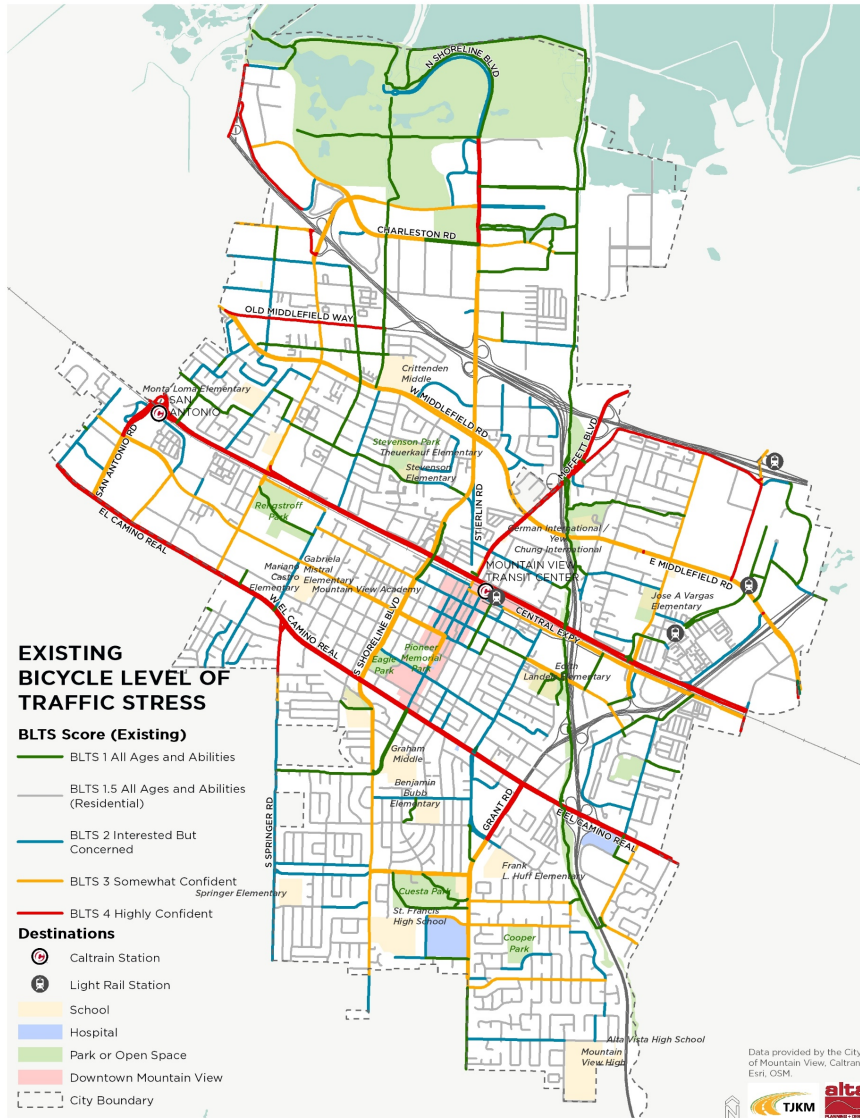 N SHORELINE BLVD
CHARLESTON RD
OLD MIDDLEFIELD WAY
Crittenden
Middle
Monta Loma Elementary
SAN
ANTONIO
W MIDDLEFIELD RD
MOFFETT BLVD
SAN ANTONIO RD
Stevenson Park
Theuerkauf Elementary
Stevenson
Elementary
EL CAMINO REAL
Rengstroff
Park
STIERLIN RD
German International /
Yew
Chung International
MOUNTAIN VIEW
TRANSIT CENTER
E MIDDLEFIELD RD
Gabriela
Mistral
Elementary
Mariano
Castro
Elementary
Mountain View Academy
Jose A Vargas
Elementary
W EL CAMINO REAL
S SHORELINE BLVD
CENTRAL EXPY
Pioneer
Memorial
Park
Eagle
Park
Edith
Landels Elementary
EXISTING
BICYCLE LEVEL OF
TRAFFIC STRESS
BLTS Score (Existing)
BLTS 1 All Ages and Abilities
BLTS 1.5 All Ages and Abilities
(Residential)
BLTS 2 Interested But
Concerned
BLTS 3 Somewhat Confident
BLTS 4 Highly Confident
Graham
Middle
Benjamin
Bubb
Elementary
GRANT RD
E EL CAMINO REAL
S SPRINGER RD
Frank
L. Huff Elementary
Springer Elementary
Cuesta Park
St. Francis
High School
Cooper
Park
Destinations
Caltrain Station
Light Rail Station
School
Hospital
Park or Open Space
Downtown Mountain View
City Boundary
Alta Vista High School
Mountain
View High
Data provided by the City
of Mountain View, Caltran
Esri, OSM.
N
TJKM
alta